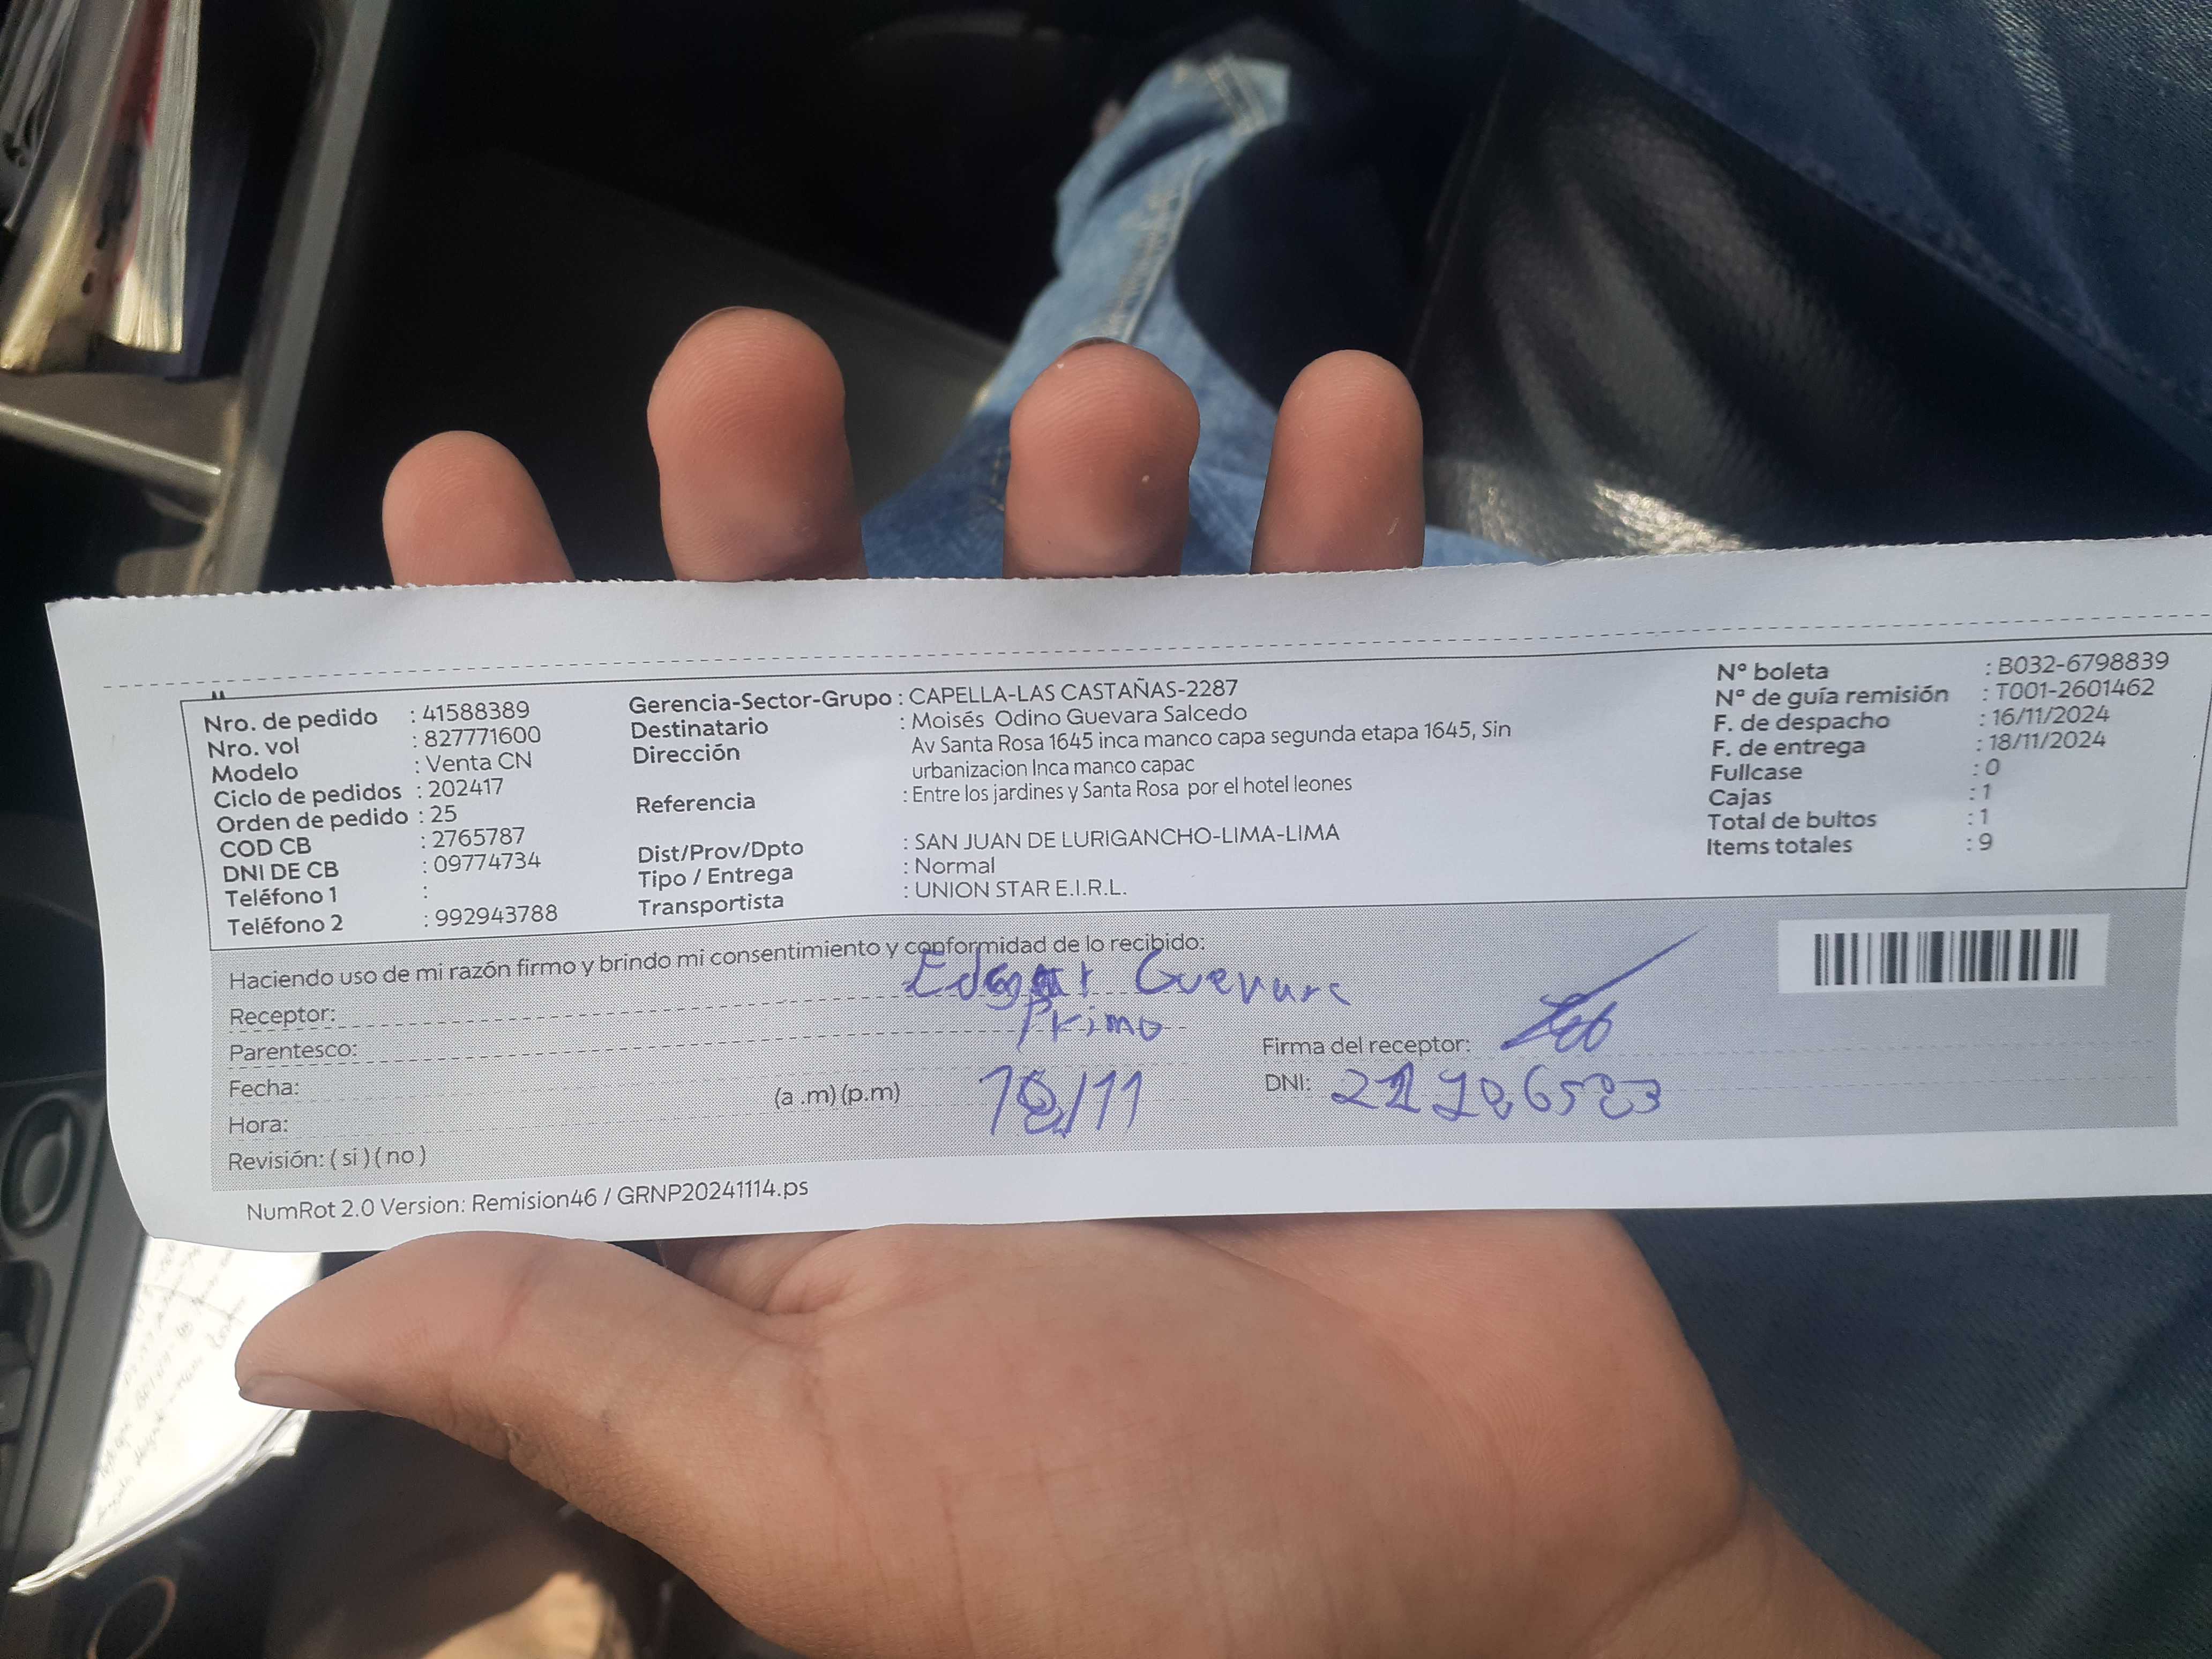 Nro. de pedido : 41588389
Nro. vol : 827771600
Modelo : Venta CN
Ciclo de pedidos : 202417
Orden de pedido : 25
COD CB : 2765787
DNI DE CB : 09774734
Teléfono 1 :
Teléfono 2 : 992943788
Gerencia-Sector-Grupo : CAPELLA-LAS CASTAÑAS-2287
Destinatario : Moisés Odino Guevara Salcedo
Dirección Av Santa Rosa 1645 inca manco capa segunda etapa 1645, Sin
urbanizacion Inca manco capac
Referencia : Entre los jardines y Santa Rosa por el hotel leones
Dist/Prov/Dpto : SAN JUAN DE LURIGANCHO-LIMA-LIMA
Tipo / Entrega : Normal
Transportista : UNION STAR E.I.R.L.
N° boleta : B032-6798839
Nª de guía remisión : T001-2601462
F. de despacho : 16/11/2024
F. de entrega : 18/11/2024
Fullcase : 0
Cajas : 1
Total de bultos : 1
Items totales : 9
Haciendo uso de mi razón firmo y brindo mi consentimiento y conformidad de lo recibido:
Receptor: Edgar Guevara
Parentesco: Primo
Firma del receptor:
Fecha: 18/11
DNI:
Hora: (a .m) (p.m)
Revisión: ( si ) ( no )
NumRot 2.0 Version: Remision46 / GRNP20241114.ps